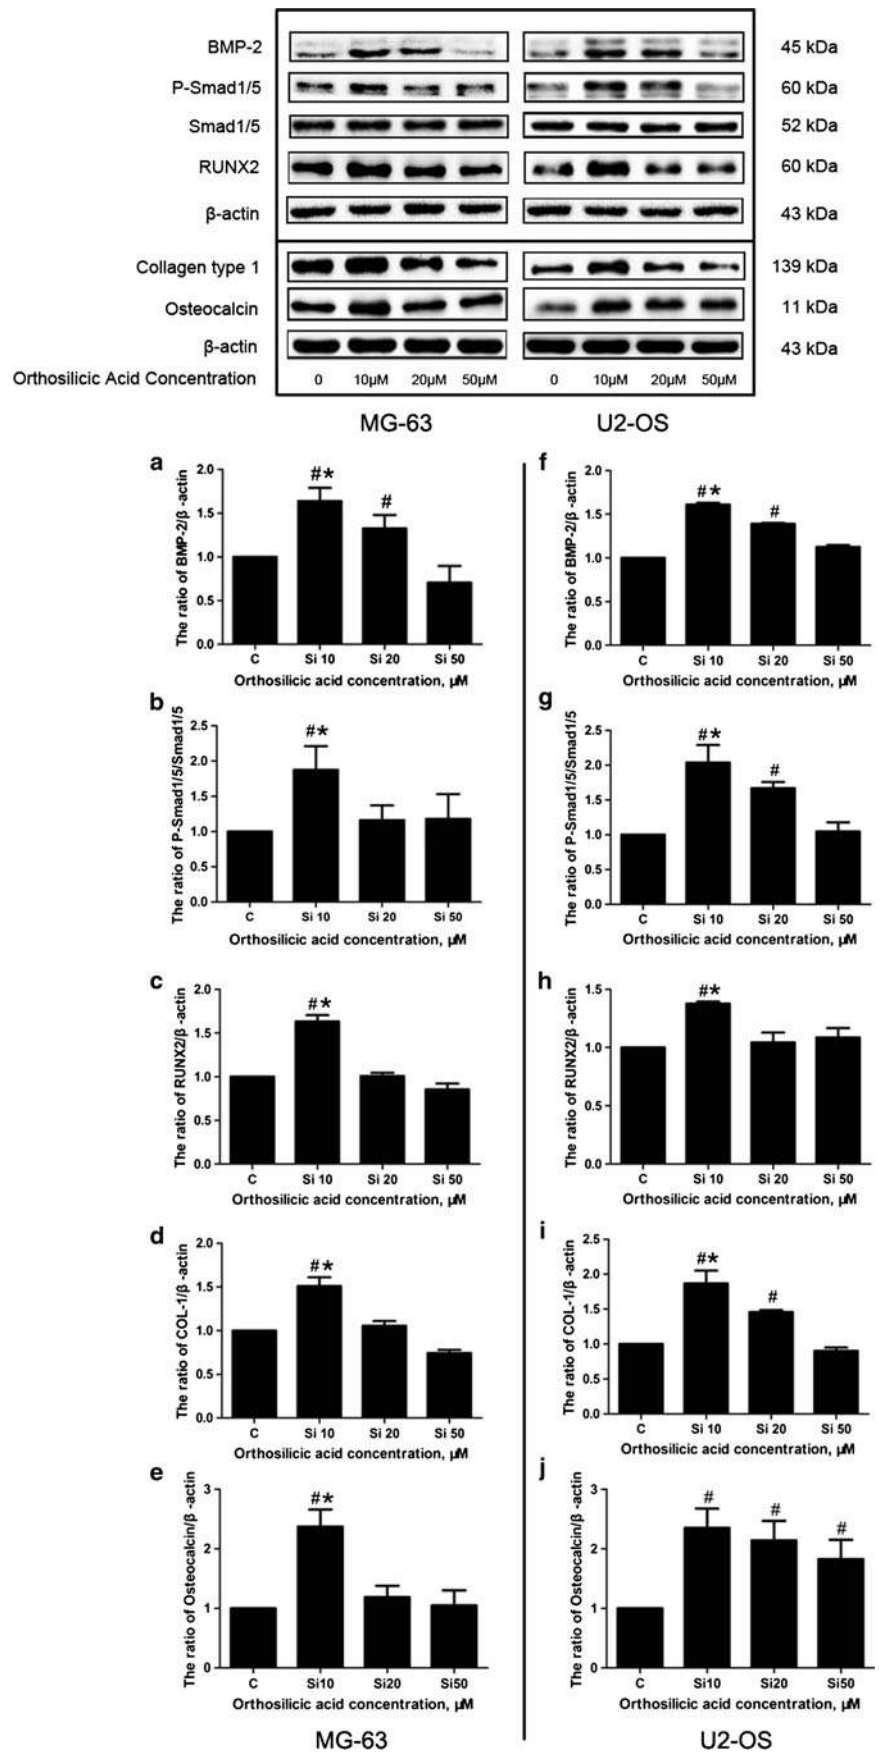 BMP-2 45 kDa
P-Smad1/5 60 kDa
Smad1/5 52 kDa
RUNX2 60 kDa
β-actin 43 kDa
Collagen type 1 139 kDa
Osteocalcin 11 kDa
β-actin 43 kDa
Orthosilicic Acid Concentration 0 10µM 20µM 50µM 0 10µM 20µM 50µM
MG-63 U2-OS
a
The ratio of BMP-2/β -actin
2.0
1.5
1.0
0.5
0.0
#* #
C Si 10 Si 20 Si 50
Orthosilicic acid concentration, µM
f
The ratio of BMP-2/β -actin
2.0
1.5
1.0
0.5
0.0
#* #
C Si 10 Si 20 Si 50
Orthosilicic acid concentration, µM
b
The ratio of P-Smad1/5/Smad1/5
2.5
2.0
1.5
1.0
0.5
0.0
#*
C Si 10 Si 20 Si 50
Orthosilicic acid concentration, µM
g
The ratio of P-Smad1/5/Smad1/5
2.5
2.0
1.5
1.0
0.5
0.0
#* #
C Si 10 Si 20 Si 50
Orthosilicic acid concentration, µM
c
The ratio of RUNX2/β -actin
2.0
1.5
1.0
0.5
0.0
#*
C Si 10 Si 20 Si 50
Orthosilicic acid concentration, µM
h
The ratio of RUNX2/β -actin
1.5
1.0
0.5
0.0
#*
C Si 10 Si 20 Si 50
Orthosilicic acid concentration, µM
d
The ratio of COL-1/β -actin
2.0
1.5
1.0
0.5
0.0
#*
C Si 10 Si 20 Si 50
Orthosilicic acid concentration, µM
i
The ratio of COL-1/β -actin
2.5
2.0
1.5
1.0
0.5
0.0
#* #
C Si 10 Si 20 Si 50
Orthosilicic acid concentration, µM
e
The ratio of Osteocalcin/β -actin
3
2
1
0
#*
C Si10 Si20 Si50
Orthosilicic acid concentration, µM
j
The ratio of Osteocalcin/β -actin
3
2
1
0
# # #
C Si10 Si20 Si50
Orthosilicic acid concentration, µM
MG-63 U2-OS